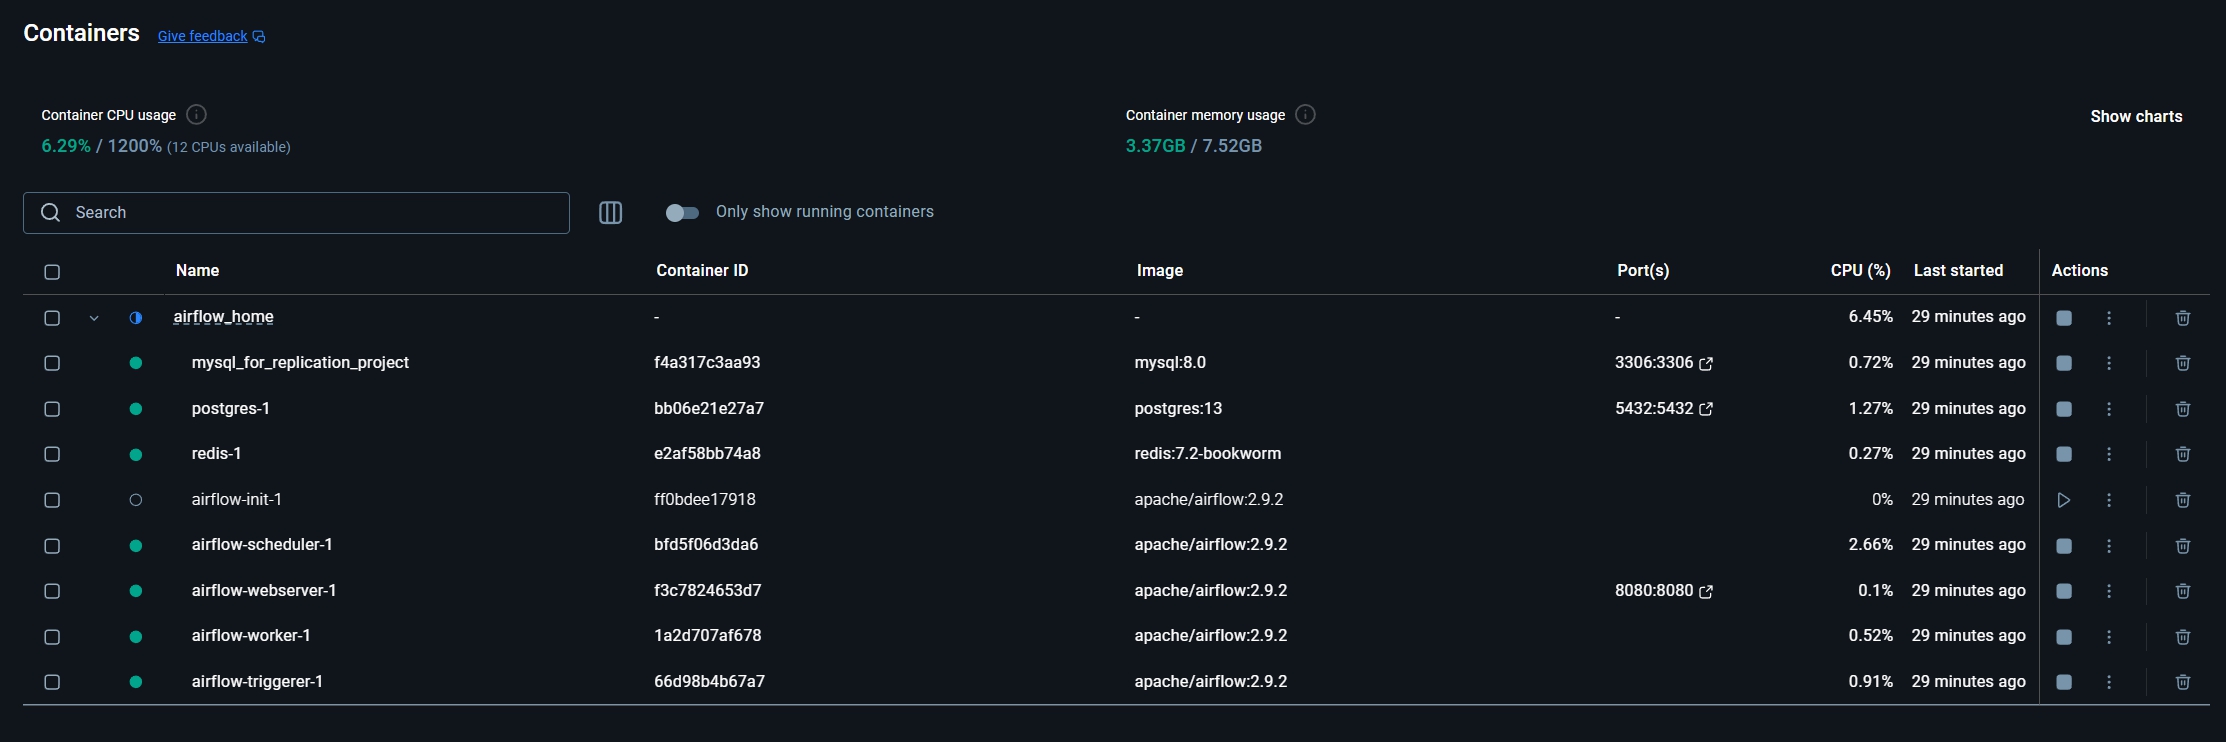 Containers Give feedback
Container CPU usage
6.29% / 1200% (12 CPUs available)
Container memory usage
3.37GB / 7.52GB
Show charts
Search
Only show running containers
Name Container ID Image Port(s) CPU (%) Last started Actions
airflow_home - - - 6.45% 29 minutes ago
mysql_for_replication_project f4a317c3aa93 mysql:8.0 3306:3306 0.72% 29 minutes ago
postgres-1 bb06e21e27a7 postgres:13 5432:5432 1.27% 29 minutes ago
redis-1 e2af58bb74a8 redis:7.2-bookworm 0.27% 29 minutes ago
airflow-init-1 ff0bdee17918 apache/airflow:2.9.2 0% 29 minutes ago
airflow-scheduler-1 bfd5f06d3da6 apache/airflow:2.9.2 2.66% 29 minutes ago
airflow-webserver-1 f3c7824653d7 apache/airflow:2.9.2 8080:8080 0.1% 29 minutes ago
airflow-worker-1 1a2d707af678 apache/airflow:2.9.2 0.52% 29 minutes ago
airflow-triggerer-1 66d98b4b67a7 apache/airflow:2.9.2 0.91% 29 minutes ago